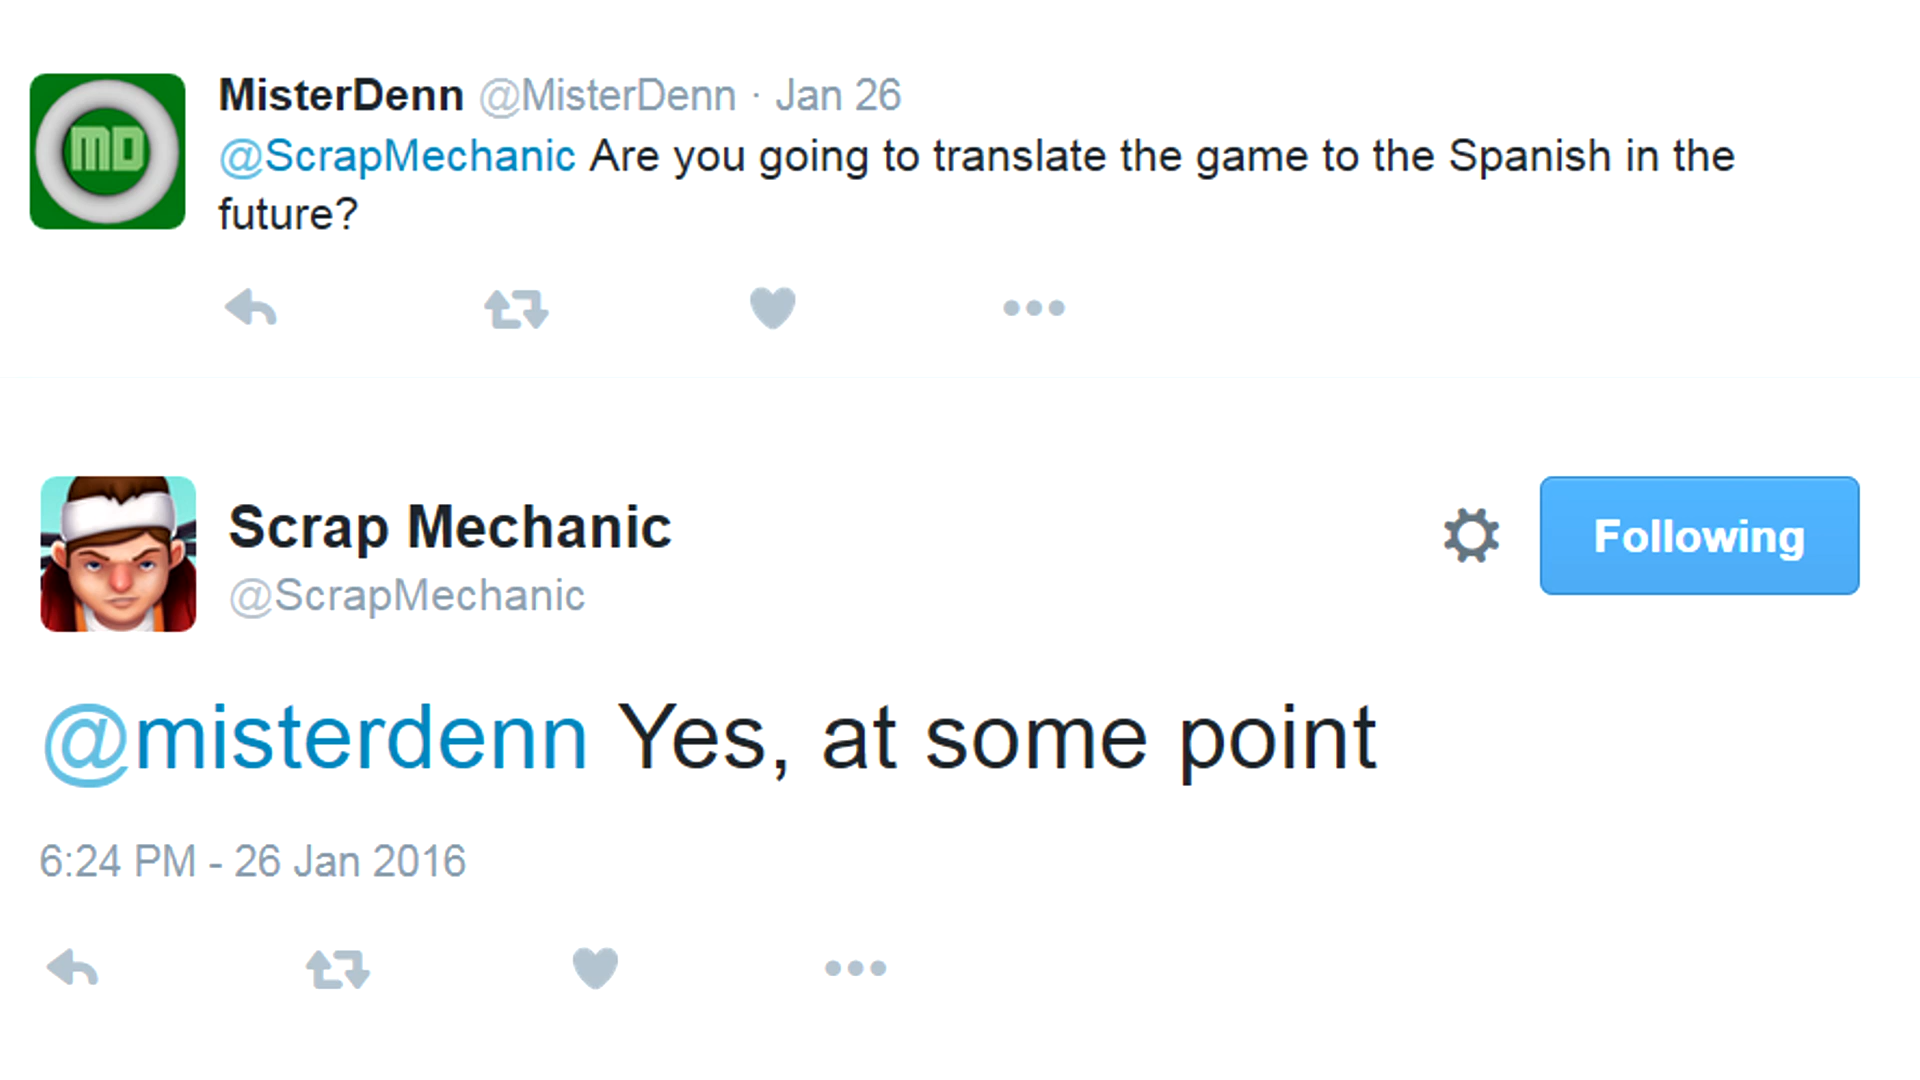 MD
MisterDenn @MisterDenn · Jan 26
@ScrapMechanic Are you going to translate the game to the Spanish in the
future?
Scrap Mechanic
@ScrapMechanic
Following
@misterdenn Yes, at some point
6:24 PM - 26 Jan 2016